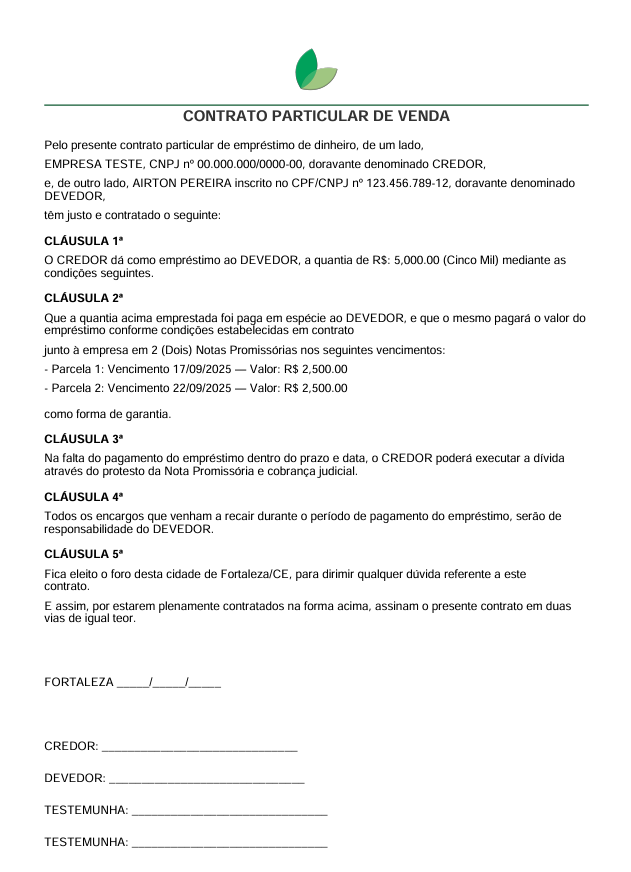 CONTRATO PARTICULAR DE VENDA
Pelo presente contrato particular de empréstimo de dinheiro, de um lado,
EMPRESA TESTE, CNPJ nº 00.000.000/0000-00, doravante denominado CREDOR,
e, de outro lado, AIRTON PEREIRA inscrito no CPF/CNPJ nº 123.456.789-12, doravante denominado
DEVEDOR,
têm justo e contratado o seguinte:
CLÁUSULA 1ª
O CREDOR dá como empréstimo ao DEVEDOR, a quantia de R$: 5,000.00 (Cinco Mil) mediante as
condições seguintes.
CLÁUSULA 2ª
Que a quantia acima emprestada foi paga em espécie ao DEVEDOR, e que o mesmo pagará o valor do
empréstimo conforme condições estabelecidas em contrato
junto à empresa em 2 (Dois) Notas Promissórias nos seguintes vencimentos:
- Parcela 1: Vencimento 17/09/2025 — Valor: R$ 2,500.00
- Parcela 2: Vencimento 22/09/2025 — Valor: R$ 2,500.00
como forma de garantia.
CLÁUSULA 3ª
Na falta do pagamento do empréstimo dentro do prazo e data, o CREDOR poderá executar a dívida
através do protesto da Nota Promissória e cobrança judicial.
CLÁUSULA 4ª
Todos os encargos que venham a recair durante o período de pagamento do empréstimo, serão de
responsabilidade do DEVEDOR.
CLÁUSULA 5ª
Fica eleito o foro desta cidade de Fortaleza/CE, para dirimir qualquer dúvida referente a este
contrato.
E assim, por estarem plenamente contratados na forma acima, assinam o presente contrato em duas
vias de igual teor.
FORTALEZA _____/_____/_____
CREDOR: ______________________________
DEVEDOR: ______________________________
TESTEMUNHA: ______________________________
TESTEMUNHA: ______________________________